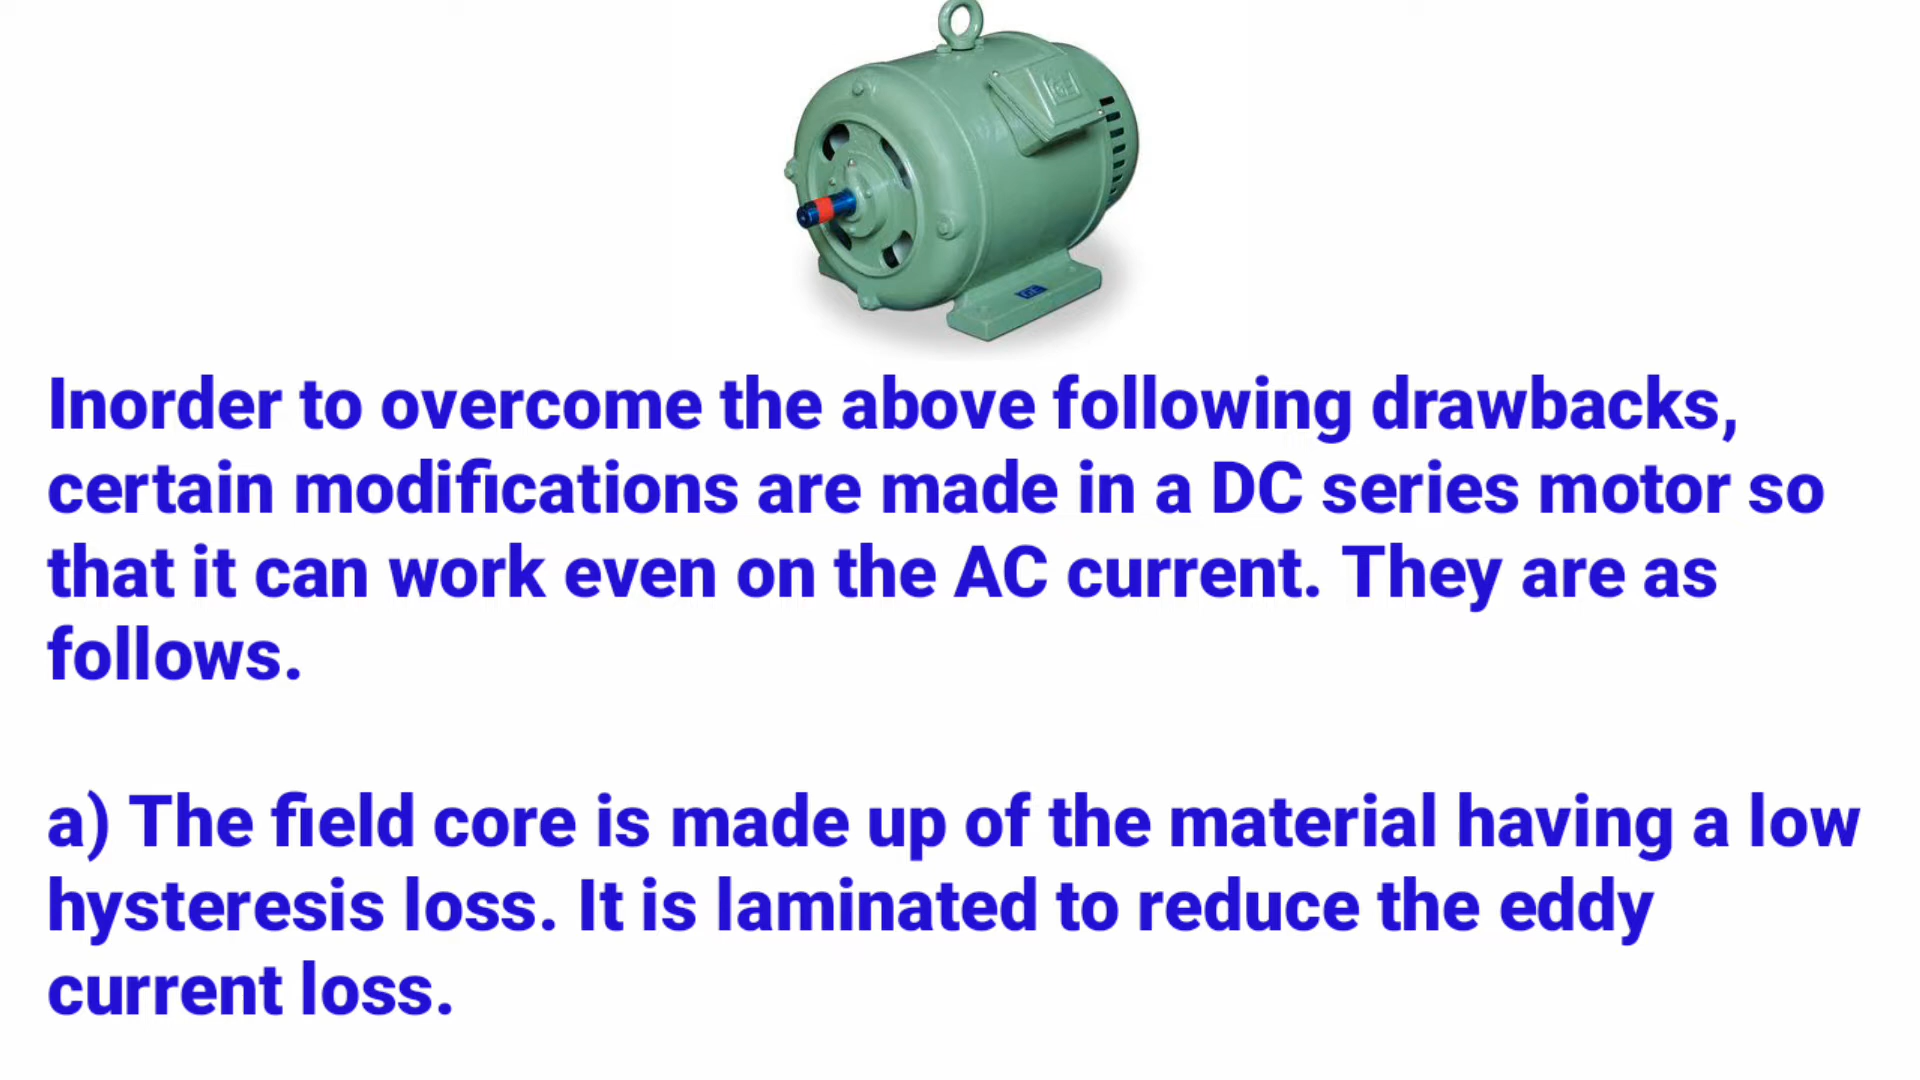 Inorder to overcome the above following drawbacks,
certain modifications are made in a DC series motor so
that it can work even on the AC current. They are as
follows.
a) The field core is made up of the material having a low
hysteresis loss. It is laminated to reduce the eddy
current loss.